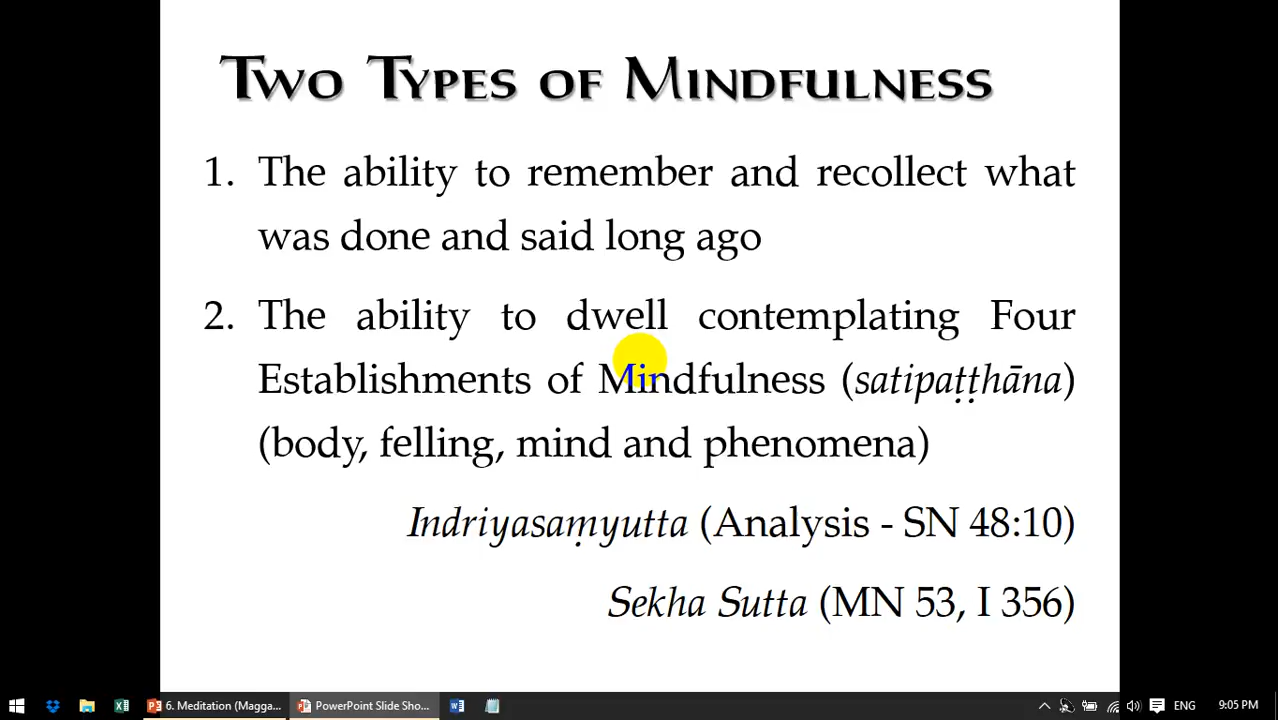 Two Types of Mindfulness
1. The ability to remember and recollect what
was done and said long ago
2. The ability to dwell contemplating Four
Establishments of Mindfulness (satipaṭṭhāna)
(body, felling, mind and phenomena)
Indriyasaṃyutta (Analysis - SN 48:10)
Sekha Sutta (MN 53, I 356)
6. Meditation (Magga... PowerPoint Slide Sho... ENG 9:05 PM